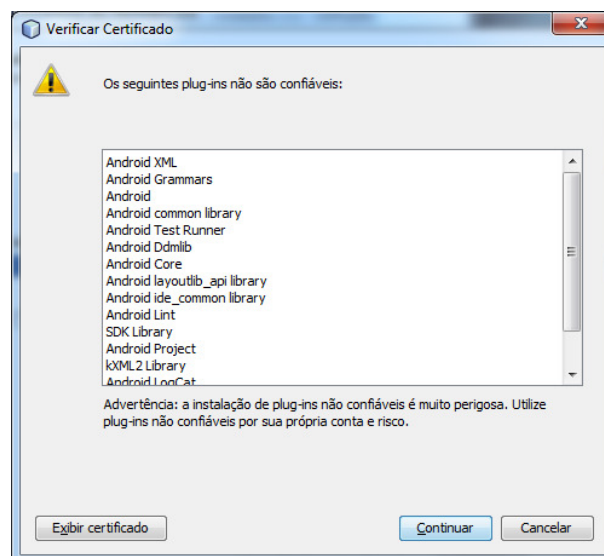 Verificar Certificado
Os seguintes plug-ins não são confiáveis:
Android XML
Android Grammars
Android
Android common library
Android Test Runner
Android Ddmlib
Android Core
Android layoutlib_api library
Android ide_common library
Android Lint
SDK Library
Android Project
kXML2 Library
Android LogCat
Advertência: a instalação de plug-ins não confiáveis é muito perigosa. Utilize
plug-ins não confiáveis por sua própria conta e risco.
Exibir certificado
Continuar
Cancelar